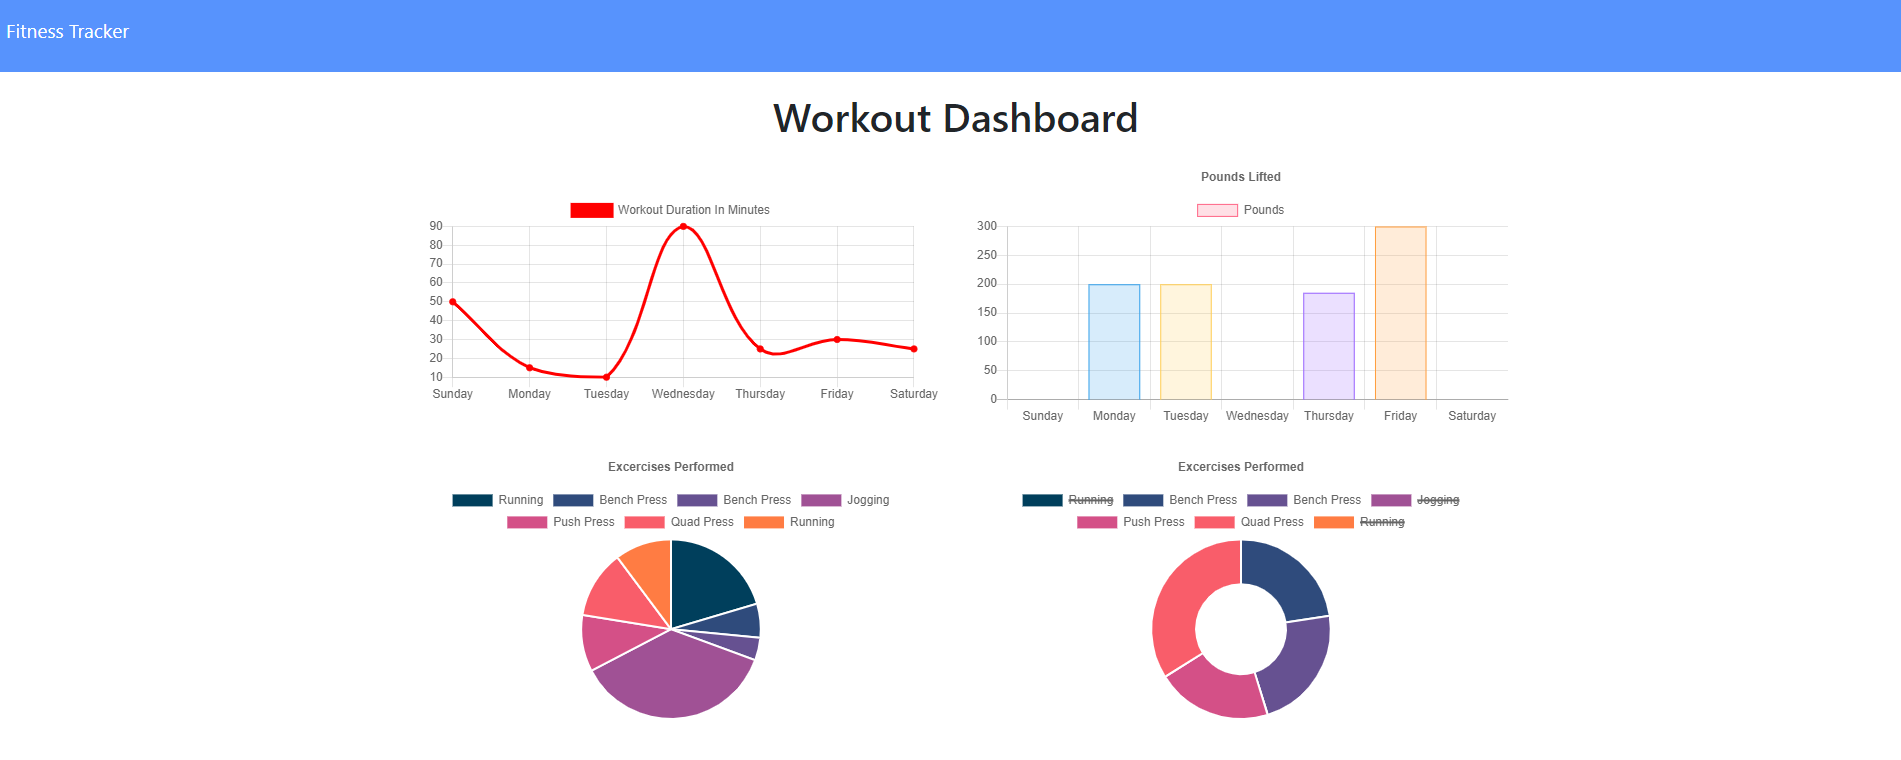 Fitness Tracker
Workout Dashboard
Workout Duration In Minutes
90
80
70
60
50
40
30
20
10
Sunday Monday Tuesday Wednesday Thursday Friday Saturday
Pounds Lifted
Pounds
300
250
200
150
100
50
0
Sunday Monday Tuesday Wednesday Thursday Friday Saturday
Excercises Performed
Running Bench Press Bench Press Jogging
Push Press Quad Press Running
Excercises Performed
Running Bench Press Bench Press Jogging
Push Press Quad Press Running